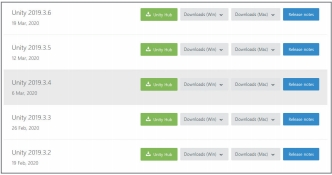 Unity 2019.3.6
19 Mar, 2020
Unity Hub
Downloads (Win)
Downloads (Mac)
Release notes
Unity 2019.3.5
12 Mar, 2020
Unity Hub
Downloads (Win)
Downloads (Mac)
Release notes
Unity 2019.3.4
6 Mar, 2020
Unity Hub
Downloads (Win)
Downloads (Mac)
Release notes
Unity 2019.3.3
26 Feb, 2020
Unity Hub
Downloads (Win)
Downloads (Mac)
Release notes
Unity 2019.3.2
19 Feb, 2020
Unity Hub
Downloads (Win)
Downloads (Mac)
Release notes